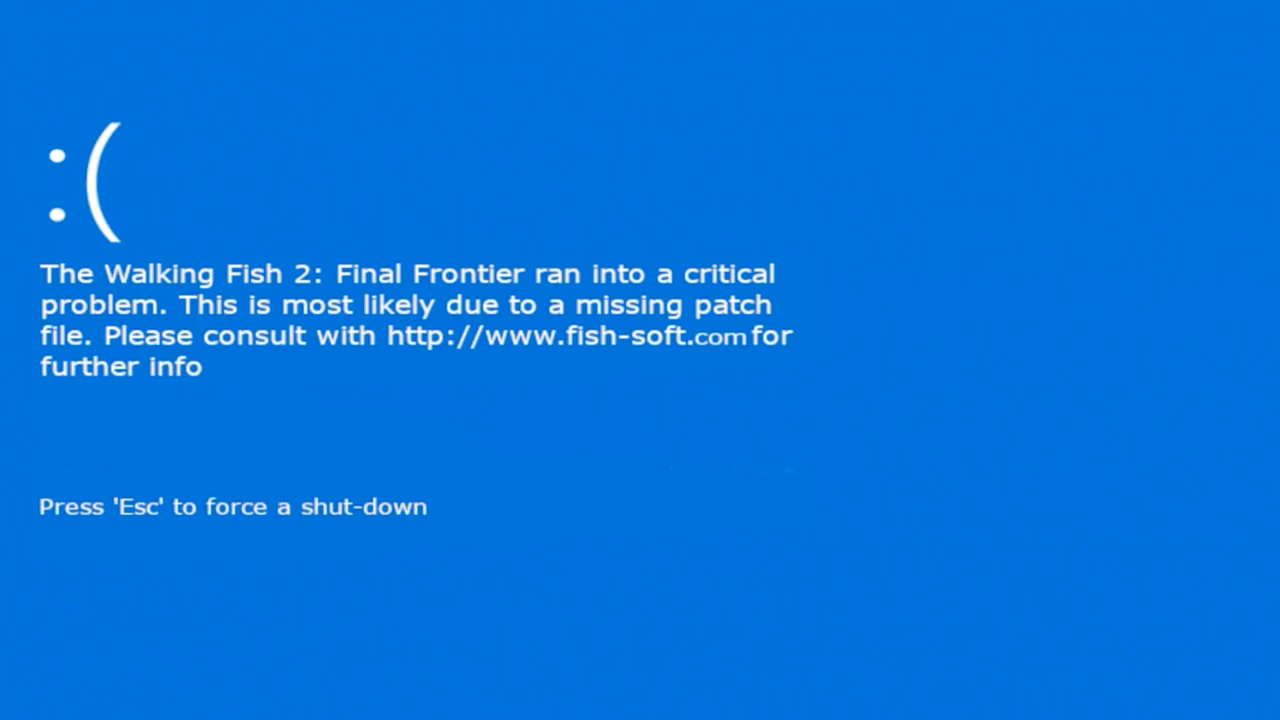 :(
The Walking Fish 2: Final Frontier ran into a critical
problem. This is most likely due to a missing patch
file. Please consult with http://www.fish-soft.com for
further info
Press 'Esc' to force a shut-down